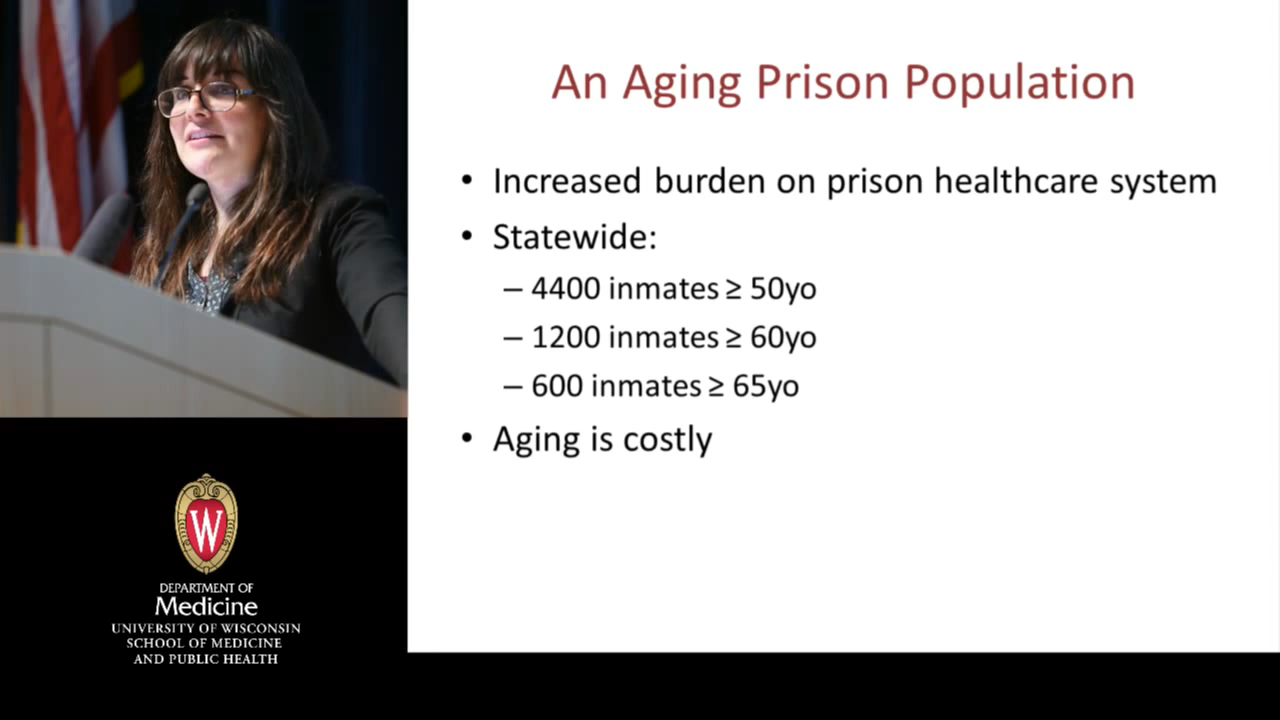 An Aging Prison Population
• Increased burden on prison healthcare system
• Statewide:
– 4400 inmates ≥ 50yo
– 1200 inmates ≥ 60yo
– 600 inmates ≥ 65yo
• Aging is costly
W
DEPARTMENT OF
Medicine
UNIVERSITY OF WISCONSIN
SCHOOL OF MEDICINE
AND PUBLIC HEALTH